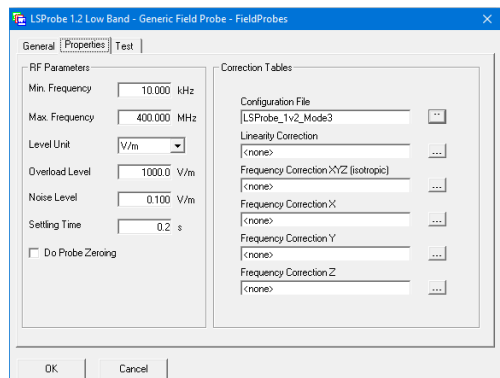 LSProbe 1.2 Low Band - Generic Field Probe - FieldProbes
General Properties Test
RF Parameters
Min. Frequency 10.000 kHz
Max. Frequency 400.000 MHz
Level Unit V/m
Overload Level 1000.0 V/m
Noise Level 0.100 V/m
Settling Time 0.2 s
Do Probe Zeroing
Correction Tables
Configuration File
LSProbe_1v2_Mode3
..
Linearity Correction
<none>
...
Frequency Correction XYZ (isotropic)
<none>
...
Frequency Correction X
<none>
...
Frequency Correction Y
<none>
...
Frequency Correction Z
<none>
...
OK Cancel